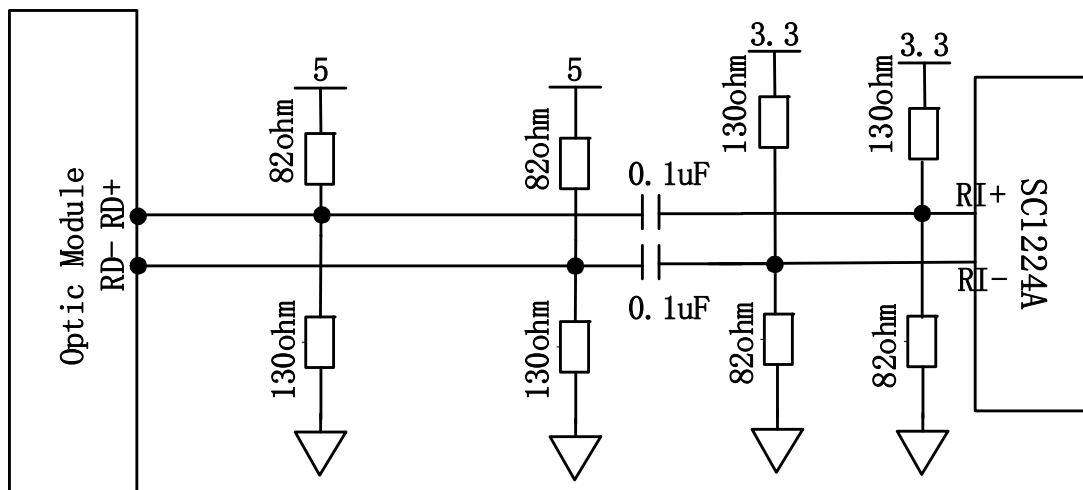 5
5
3.3
3.3
82ohm
82ohm
130ohm
130ohm
0.1uF
0.1uF
130ohm
130ohm
82ohm
82ohm
Optic Module
RD+
RD-
RI+
RI-
SC1224A